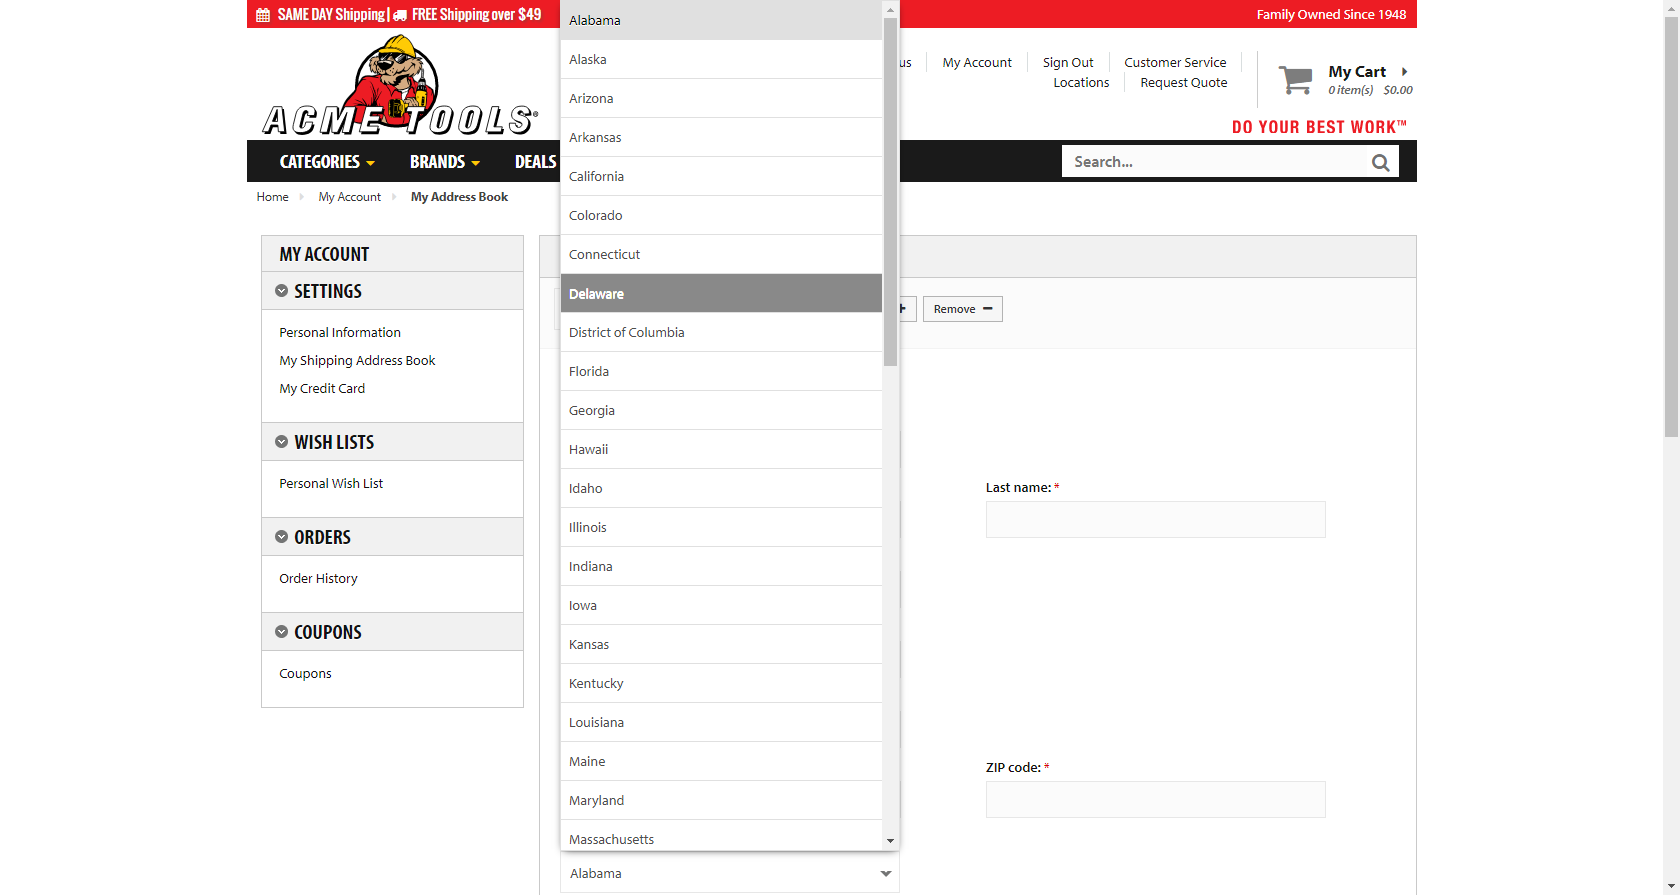 SAME DAY Shipping | FREE Shipping over $49
Family Owned Since 1948
ACME TOOLS®
us
My Account
Sign Out
Customer Service
Locations
Request Quote
My Cart
0 item(s) $0.00
DO YOUR BEST WORK™
CATEGORIES
BRANDS
DEALS
Search...
Home
My Account
My Address Book
MY ACCOUNT
SETTINGS
Personal Information
My Shipping Address Book
My Credit Card
WISH LISTS
Personal Wish List
ORDERS
Order History
COUPONS
Coupons
Alabama
Alaska
Arizona
Arkansas
California
Colorado
Connecticut
Delaware
District of Columbia
Florida
Georgia
Hawaii
Idaho
Illinois
Indiana
Iowa
Kansas
Kentucky
Louisiana
Maine
Maryland
Massachusetts
Alabama
Remove
Last name: *
ZIP code: *